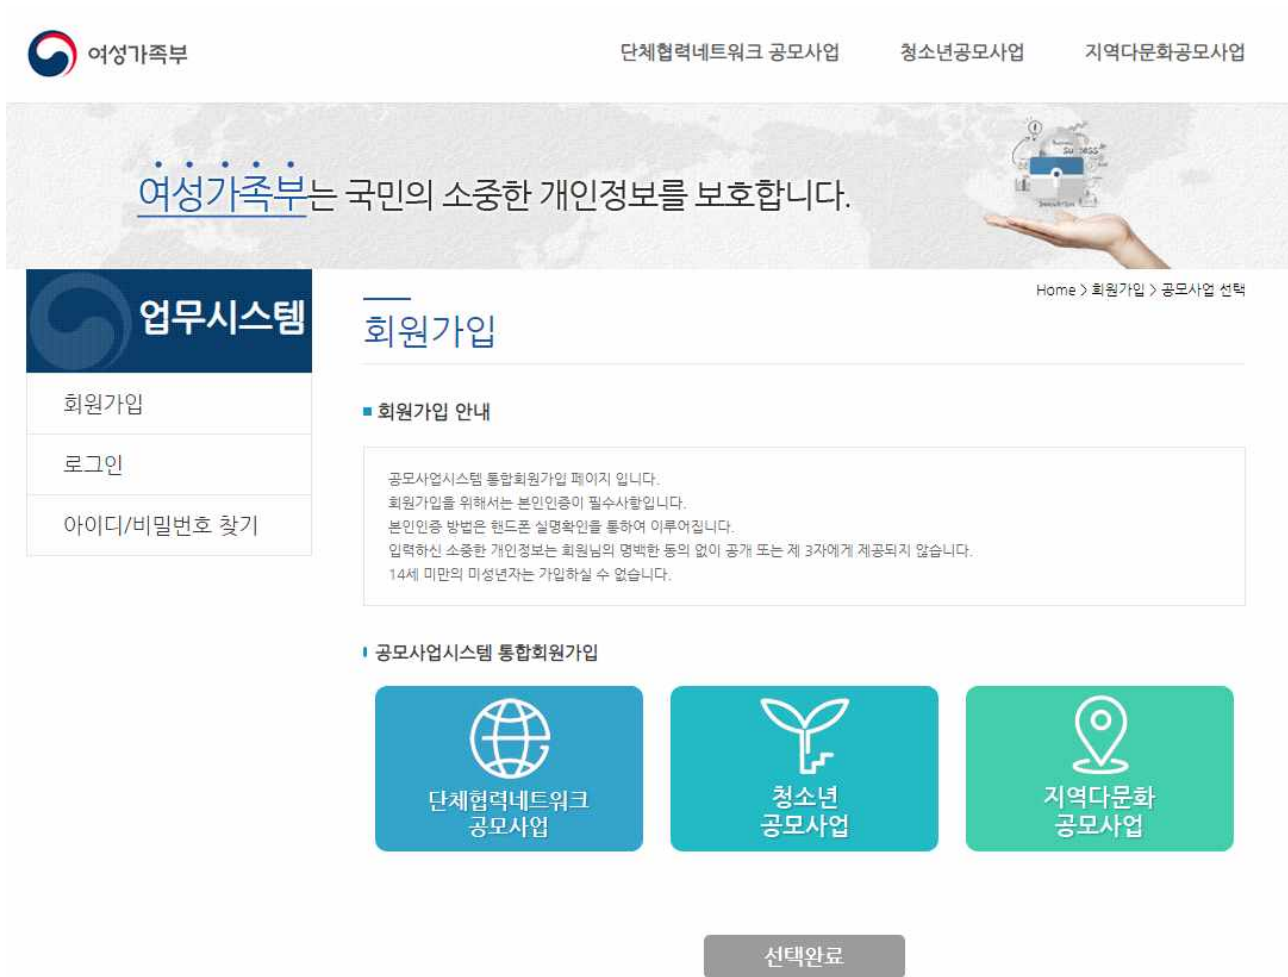 여성가족부
단체협력네트워크 공모사업 청소년공모사업 지역다문화공모사업
여성가족부는 국민의 소중한 개인정보를 보호합니다.
업무시스템
회원가입
로그인
아이디/비밀번호 찾기
Home > 회원가입 > 공모사업 선택
회원가입
회원가입 안내
공모사업시스템 통합회원가입 페이지 입니다.
회원가입을 위해서는 본인인증이 필수사항입니다.
본인인증 방법은 핸드폰 실명확인을 통하여 이루어집니다.
입력하신 소중한 개인정보는 회원님의 명백한 동의 없이 공개 또는 제 3자에게 제공되지 않습니다.
14세 미만의 미성년자는 가입하실 수 없습니다.
공모사업시스템 통합회원가입
단체협력네트워크
공모사업
청소년
공모사업
지역다문화
공모사업
선택완료